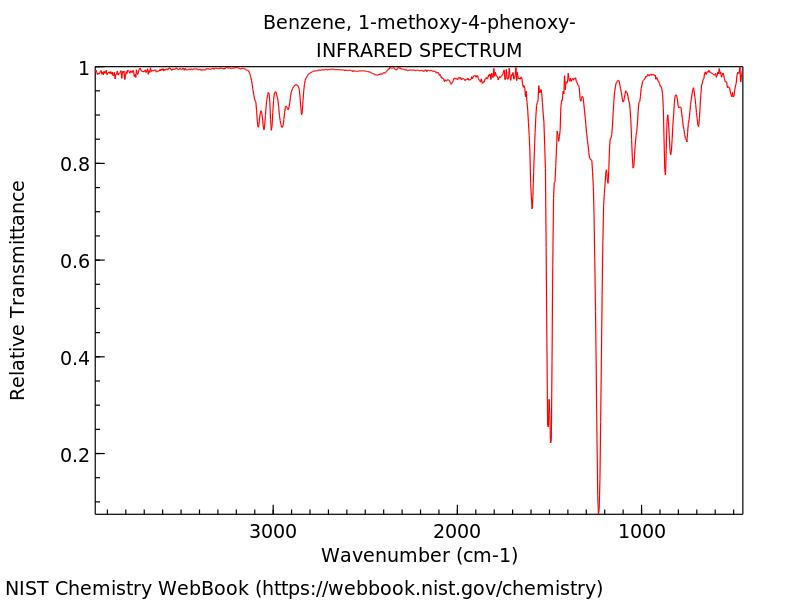 Benzene, 1-methoxy-4-phenoxy-
INFRARED SPECTRUM
1
0.8
0.6
0.4
0.2
Relative Transmittance
3000 2000 1000
Wavenumber (cm-1)
NIST Chemistry WebBook (https://webbook.nist.gov/chemistry)